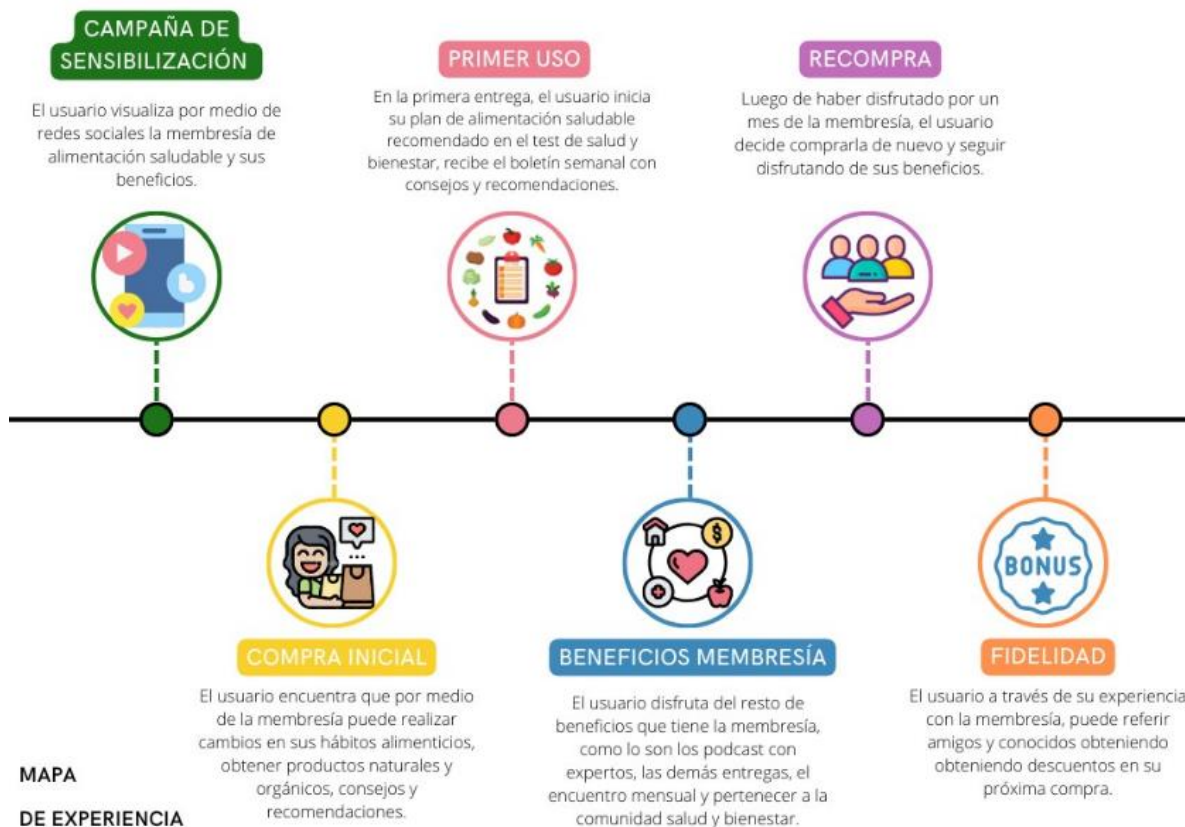 CAMPAÑA DE
SENSIBILIZACIÓN
El usuario visualiza por medio de
redes sociales la membresía de
alimentación saludable y sus
beneficios.
COMPRA INICIAL
El usuario encuentra que por medio
de la membresía puede realizar
cambios en sus hábitos alimenticios,
obtener productos naturales y
orgánicos, consejos y
recomendaciones.
PRIMER USO
En la primera entrega, el usuario inicia
su plan de alimentación saludable
recomendado en el test de salud y
bienestar, recibe el boletín semanal con
consejos y recomendaciones.
BENEFICIOS MEMBRESÍA
El usuario disfruta del resto de
beneficios que tiene la membresía,
como lo son los podcast con
expertos, las demás entregas, el
encuentro mensual y pertenecer a la
comunidad salud y bienestar.
RECOMPRA
Luego de haber disfrutado por un
mes de la membresía, el usuario
decide comprarla de nuevo y seguir
disfrutando de sus beneficios.
BONUS
FIDELIDAD
El usuario a través de su experiencia
con la membresía, puede referir
amigos y conocidos obteniendo
obteniendo descuentos en su
próxima compra.
MAPA
DE EXPERIENCIA